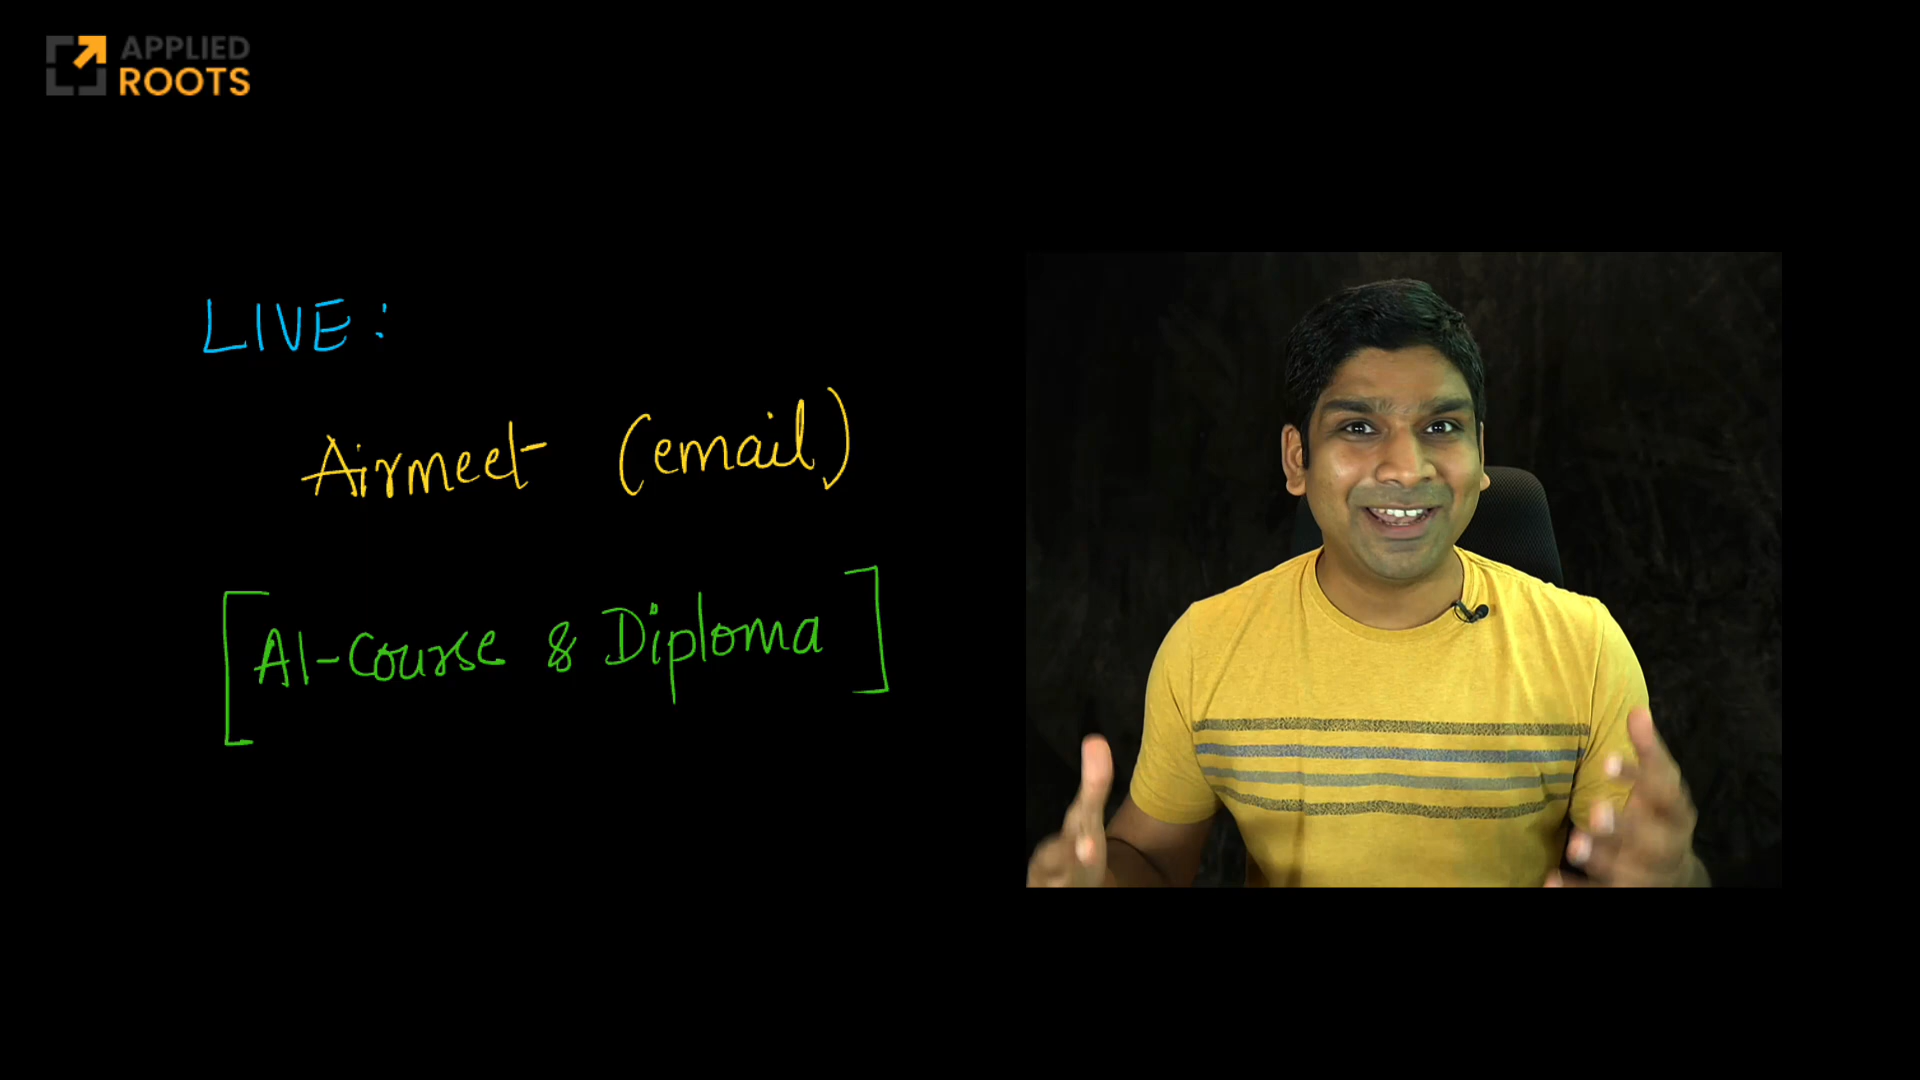 APPLIED
ROOTS
LIVE:
Airmeet (email)
[AI-Course & Diploma]